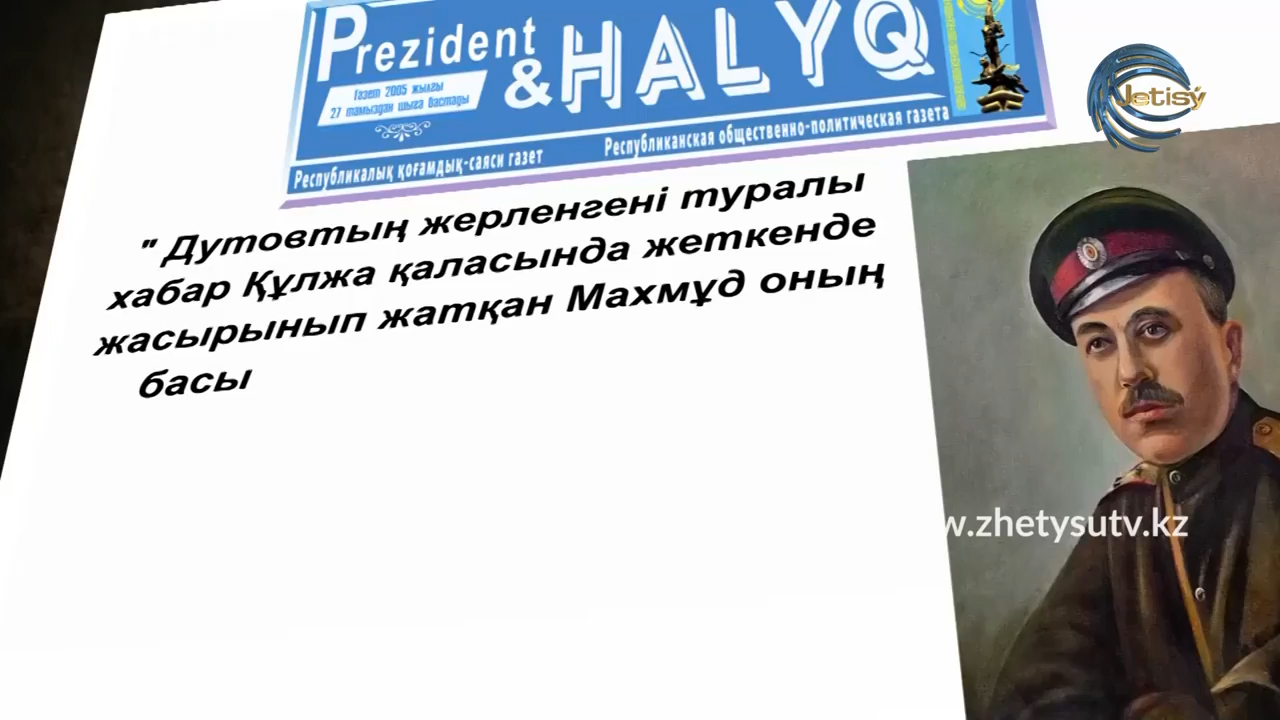 Prezident
&HALYQ
Газет 2005 жылғы
27 тамыздан шыға бастады
Республикалық қоғамдық-саяси газет
Республиканская общественно-политическая газета
Jetisý
" Дутовтың жерленгені туралы
хабар Құлжа қаласында жеткенде
жасырынып жатқан Махмұд оның
басы
w.zhetysutv.kz